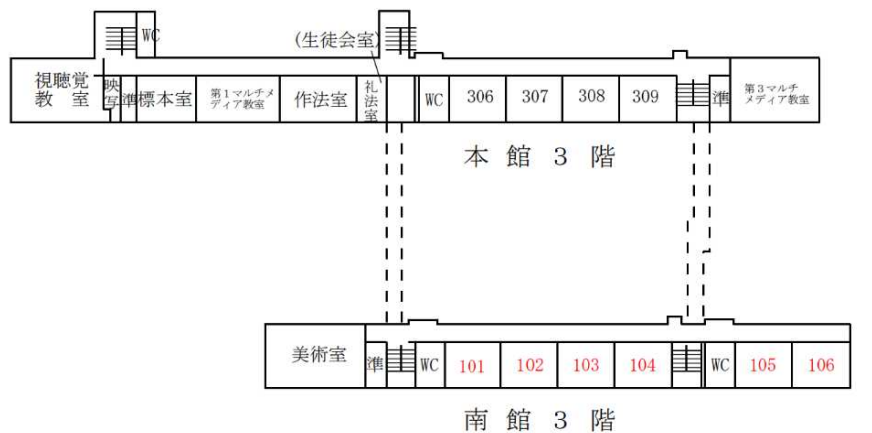 WC
(生徒会室)
視聴覚
教 室
映写
準
標本室
第1マルチメ
ディア教室
作法室
礼法室
WC
306
307
308
309
準
第3マルチ
メディア教室
本 館 3 階
美術室
準
WC
101
102
103
104
WC
105
106
南 館 3 階